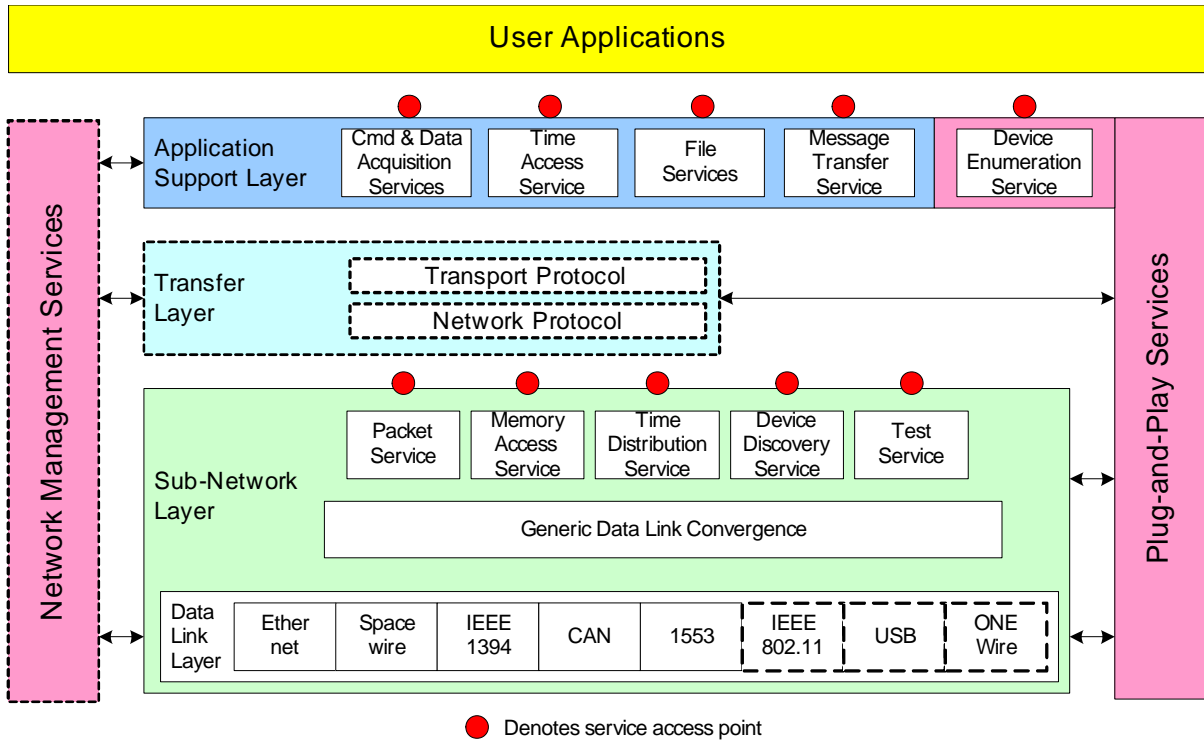 User Applications
Network Management Services
Application
Support Layer
Cmd & Data
Acquisition
Services
Time
Access
Service
File
Services
Message
Transfer
Service
Device
Enumeration
Service
Plug-and-Play Services
Transfer
Layer
Transport Protocol
Network Protocol
Sub-Network
Layer
Packet
Service
Memory
Access
Service
Time
Distribution
Service
Device
Discovery
Service
Test
Service
Generic Data Link Convergence
Data
Link
Layer
Ether
net
Space
wire
IEEE
1394
CAN
1553
IEEE
802.11
USB
ONE
Wire
Denotes service access point